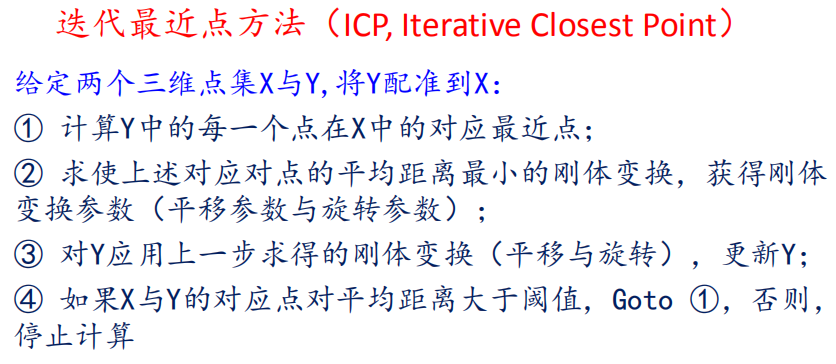 迭代最近点方法（ICP, Iterative Closest Point）
给定两个三维点集X与Y,将Y配准到X：
① 计算Y中的每一个点在X中的对应最近点；
② 求使上述对应对点的平均距离最小的刚体变换，获得刚体
变换参数（平移参数与旋转参数）；
③ 对Y应用上一步求得的刚体变换（平移与旋转），更新Y；
④ 如果X与Y的对应点对平均距离大于阈值，Goto ①，否则，
停止计算